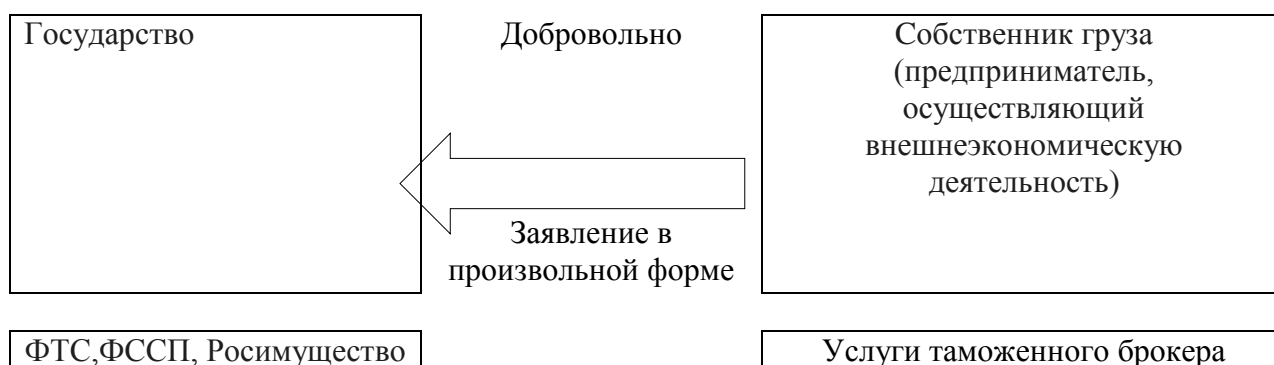 Государство
Добровольно
Заявление в
произвольной форме
Собственник груза
(предприниматель,
осуществляющий
внешнеэкономическую
деятельность)
ФТС,ФССП, Росимущество
Услуги таможенного брокера